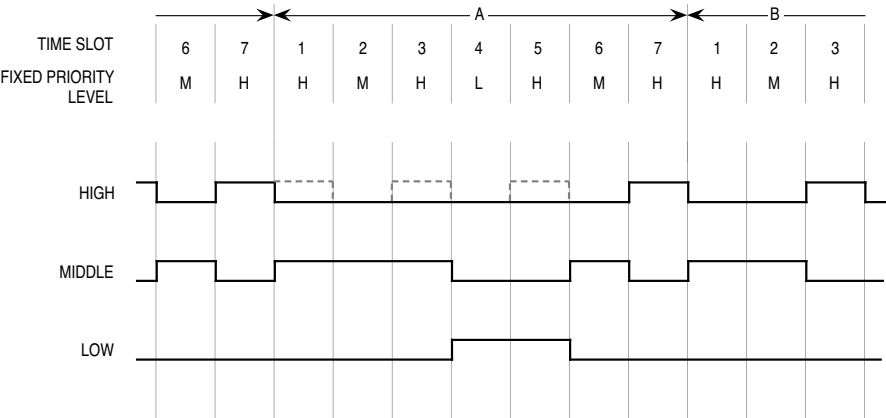 A B
TIME SLOT 6 7 1 2 3 4 5 6 7 1 2 3
FIXED PRIORITY
LEVEL M H H M H L H M H H M H
HIGH
MIDDLE
LOW